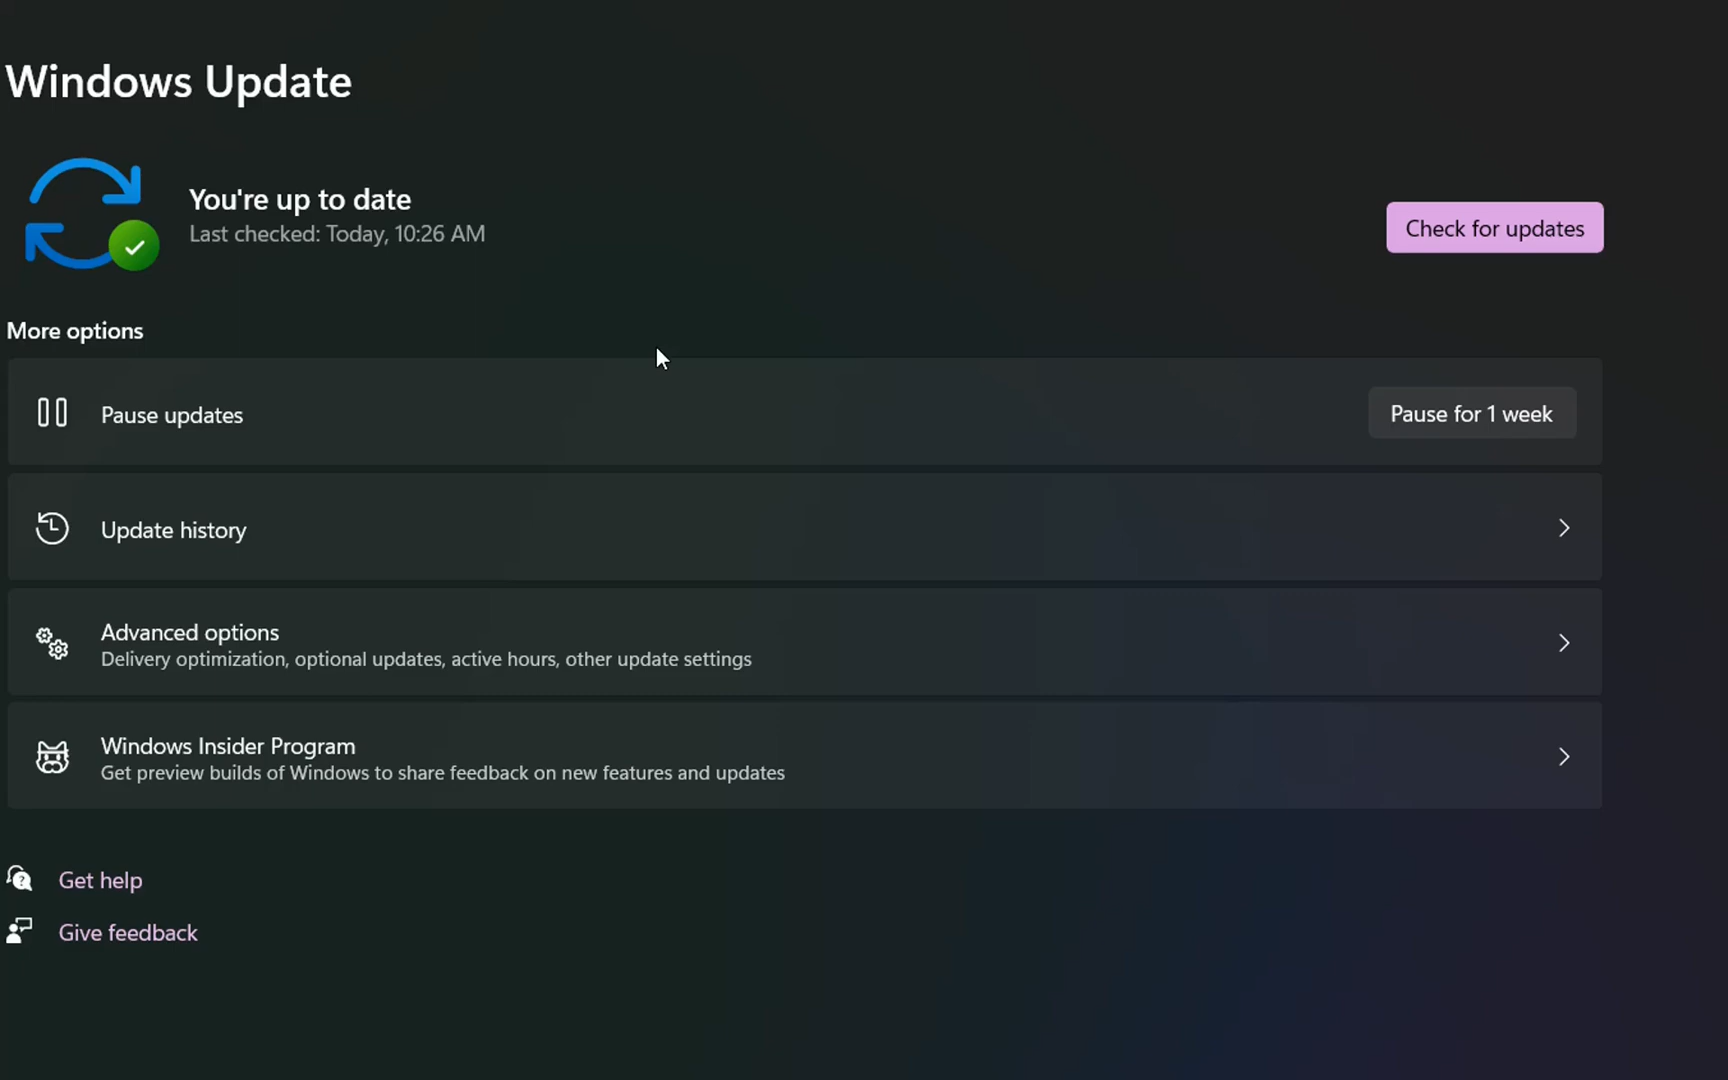 Windows Update
You're up to date
Last checked: Today, 10:26 AM
Check for updates
More options
Pause updates
Pause for 1 week
Update history
Advanced options
Delivery optimization, optional updates, active hours, other update settings
Windows Insider Program
Get preview builds of Windows to share feedback on new features and updates
Get help
Give feedback